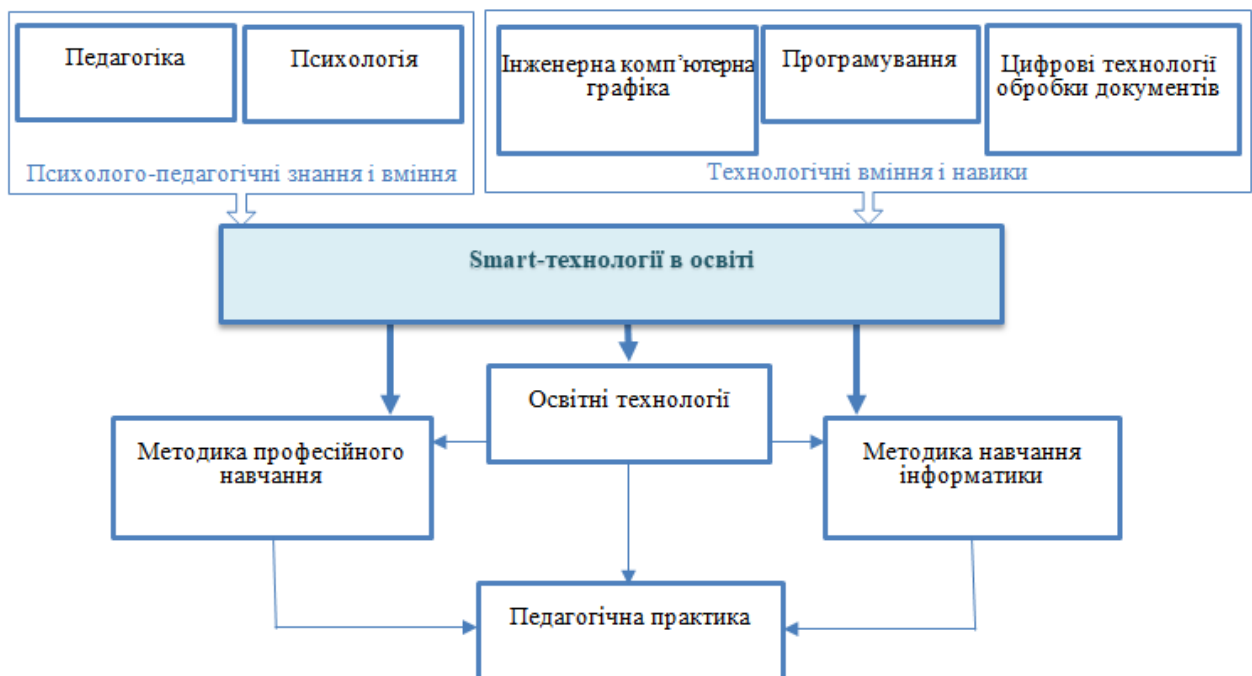 Педагогіка
Психологія
Інженерна комп’ютерна
графіка
Програмування
Цифрові технології
обробки документів
Психолого-педагогічні знання і вміння
Технологічні вміння і навики
Smart-технології в освіті
Освітні технології
Методика професійного
навчання
Методика навчання
інформатики
Педагогічна практика